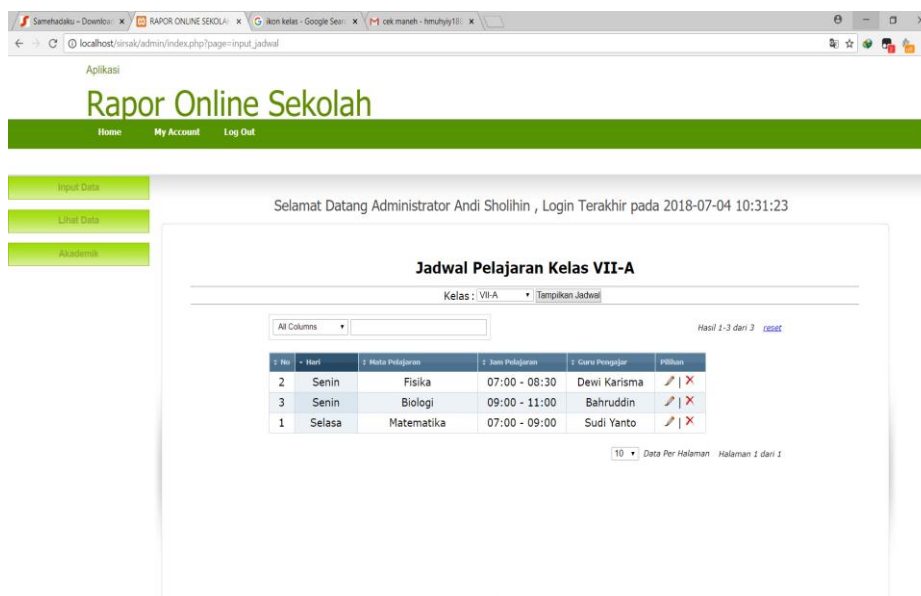 Samehadaku – Downloa
RAPOR ONLINE SEKOLA
ikon kelas - Google Sear
cek maneh - hmuhyiy18
localhost/sirsak/admin/index.php?page=input_jadwal
Aplikasi
Rapor Online Sekolah
Home My Account Log Out
Input Data
Lihat Data
Akademik
Selamat Datang Administrator Andi Sholihin , Login Terakhir pada 2018-07-04 10:31:23
Jadwal Pelajaran Kelas VII-A
Kelas : VII-A Tampilkan Jadwal
All Columns Hasil 1-3 dari 3 reset
No Hari Mata Pelajaran Jam Pelajaran Guru Pengajar Pilihan
2 Senin Fisika 07:00 - 08:30 Dewi Karisma |
3 Senin Biologi 09:00 - 11:00 Bahruddin |
1 Selasa Matematika 07:00 - 09:00 Sudi Yanto |
10 Data Per Halaman Halaman 1 dari 1